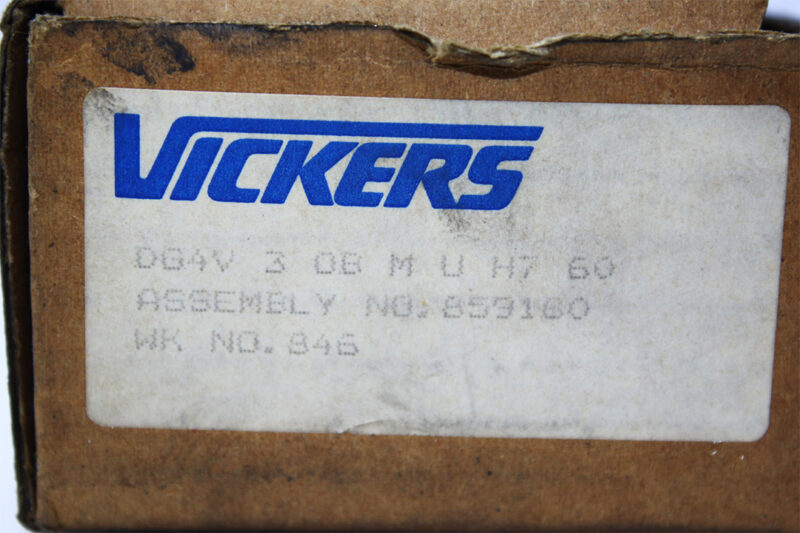 VICKERS
DG4V 3 0B M U H7 60
ASSEMBLY NO.859160
WK NO.846